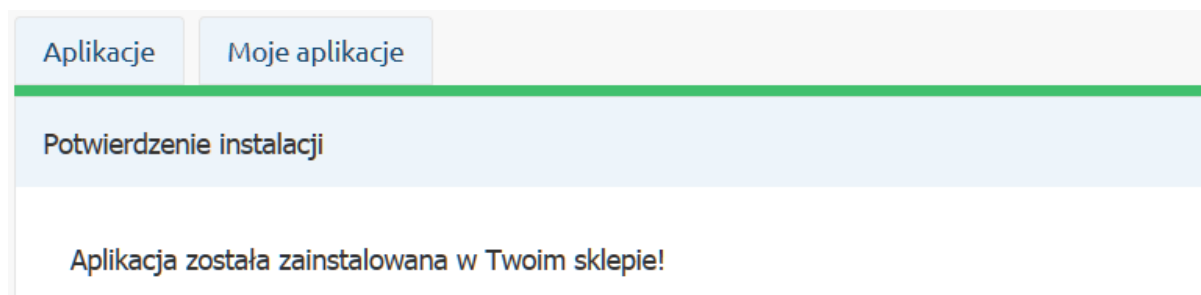 Aplikacje Moje aplikacje
Potwierdzenie instalacji
Aplikacja została zainstalowana w Twoim sklepie!